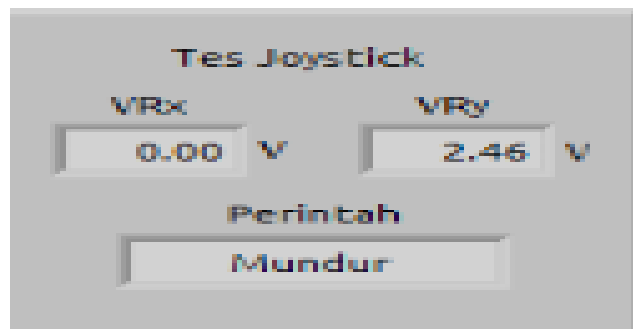 Tes Joystick
VRx VRy
0.00 V 2.46 V
Perintah
Mundur